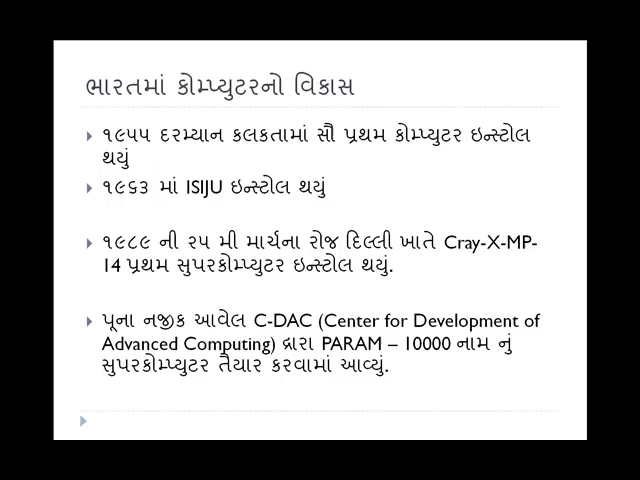 ભારતમાં કોમ્પ્યુટરનો વિકાસ
૧૯૫૫ દરમ્યાન કલકતામાં સૌ પ્રથમ કોમ્પ્યુટર ઇન્સ્ટોલ
થયું
૧૯૬૩ માં ISIJU ઇન્સ્ટોલ થયું
૧૯૮૯ ની ૨૫ મી માર્ચના રોજ દિલ્લી ખાતે Cray-X-MP-
14 પ્રથમ સુપરકોમ્પ્યુટર ઇન્સ્ટોલ થયું.
પૂના નજીક આવેલ C-DAC (Center for Development of
Advanced Computing) દ્રારા PARAM – 10000 નામ નું
સુપરકોમ્પ્યુટર તૈયાર કરવામાં આવ્યું.